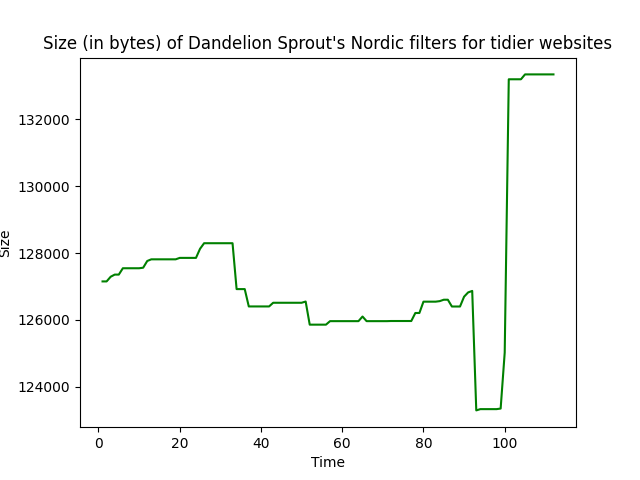 Size (in bytes) of Dandelion Sprout's Nordic filters for tidier websites
132000
130000
128000
126000
124000
Size
0 20 40 60 80 100
Time